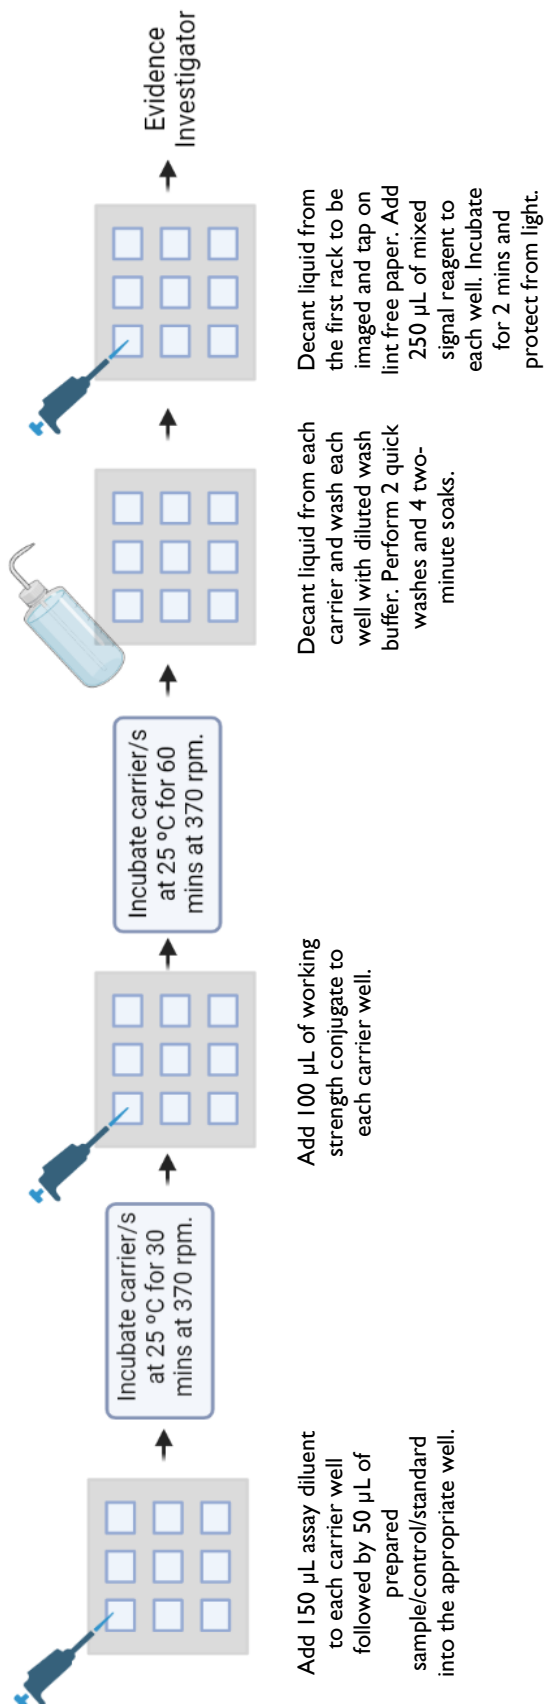 Add 150 µL assay diluent
to each carrier well
followed by 50 µL of
prepared
sample/control/standard
into the appropriate well.
Incubate carrier/s
at 25 ºC for 30
mins at 370 rpm.
Add 100 µL of working
strength conjugate to
each carrier well.
Incubate carrier/s
at 25 ºC for 60
mins at 370 rpm.
Decant liquid from each
carrier and wash each
well with diluted wash
buffer. Perform 2 quick
washes and 4 two-
minute soaks.
Decant liquid from
the first rack to be
imaged and tap on
lint free paper. Add
250 µL of mixed
signal reagent to
each well. Incubate
for 2 mins and
protect from light.
Evidence
Investigator